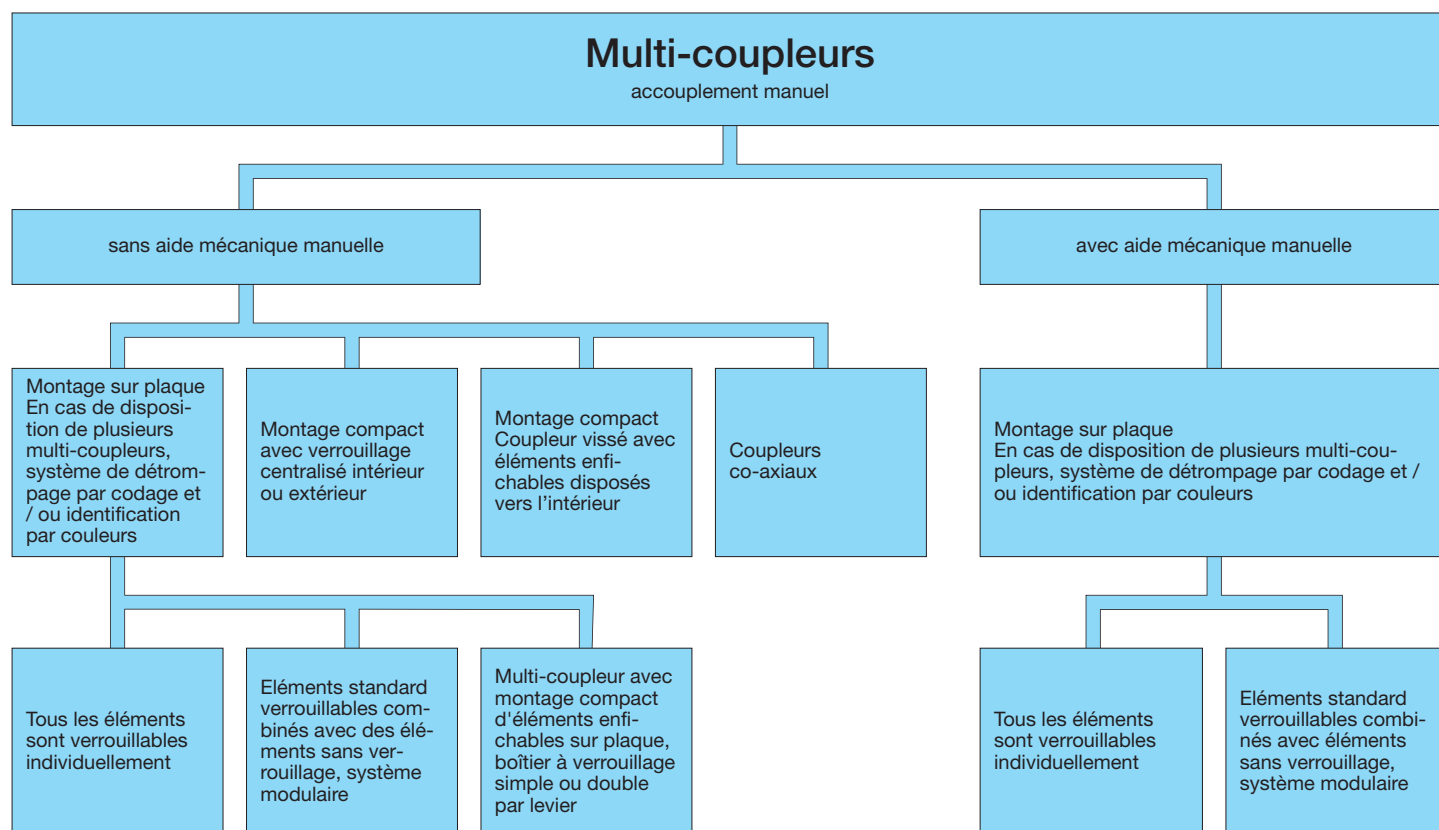 Multi-coupleurs
accouplement manuel
sans aide mécanique manuelle
avec aide mécanique manuelle
Montage sur plaque
En cas de disposi-
tion de plusieurs
multi-coupleurs,
système de détrom-
page par codage et
/ ou identification
par couleurs
Montage compact
avec verrouillage
centralisé intérieur
ou extérieur
Montage compact
Coupleur vissé avec
éléments enfi-
chables disposés
vers l’intérieur
Coupleurs
co-axiaux
Montage sur plaque
En cas de disposition de plusieurs multi-cou-
pleurs, système de détrompage par codage et /
ou identification par couleurs
Tous les éléments
sont verrouillables
individuellement
Eléments standard
verrouillables com-
binés avec des élé-
ments sans ver-
rouillage, système
modulaire
Multi-coupleur avec
montage compact
d'éléments enfi-
chables sur plaque,
boîtier à verrouillage
simple ou double
par levier
Tous les éléments
sont verrouillables
individuellement
Eléments standard
verrouillables combi-
nés avec éléments
sans verrouillage,
système modulaire